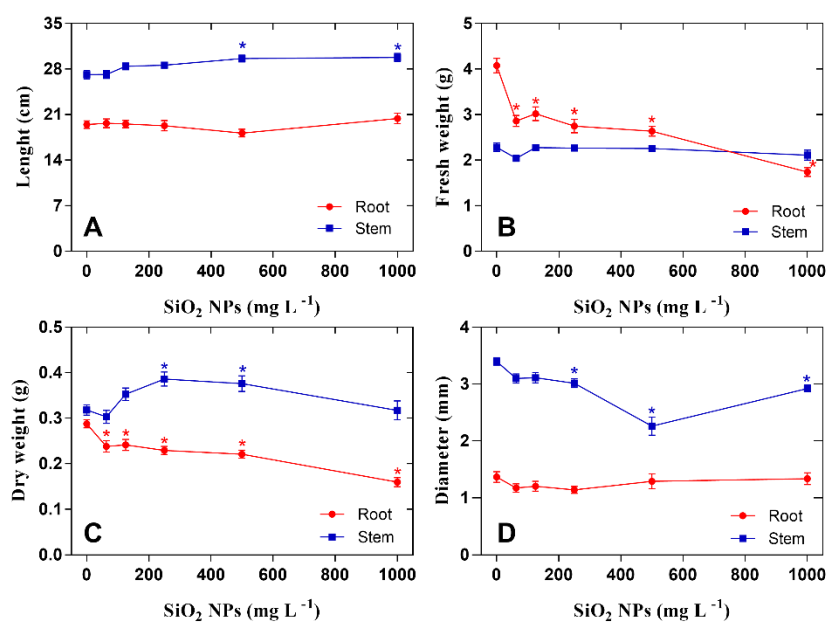 35
28
21
14
7
0
Lenght (cm)
A
Root
Stem
0 200 400 600 800 1000
SiO₂ NPs (mg L ⁻¹)
5
4
3
2
1
0
Fresh weight (g)
* * * * *
B
Root
Stem
0 200 400 600 800 1000
SiO₂ NPs (mg L ⁻¹)
0.5
0.4
0.3
0.2
0.1
0.0
Dry weight (g)
* *
* * * * *
C
Root
Stem
0 200 400 600 800 1000
SiO₂ NPs (mg L ⁻¹)
4
3
2
1
0
Diameter (mm)
* * *
D
Root
Stem
0 200 400 600 800 1000
SiO₂ NPs (mg L ⁻¹)